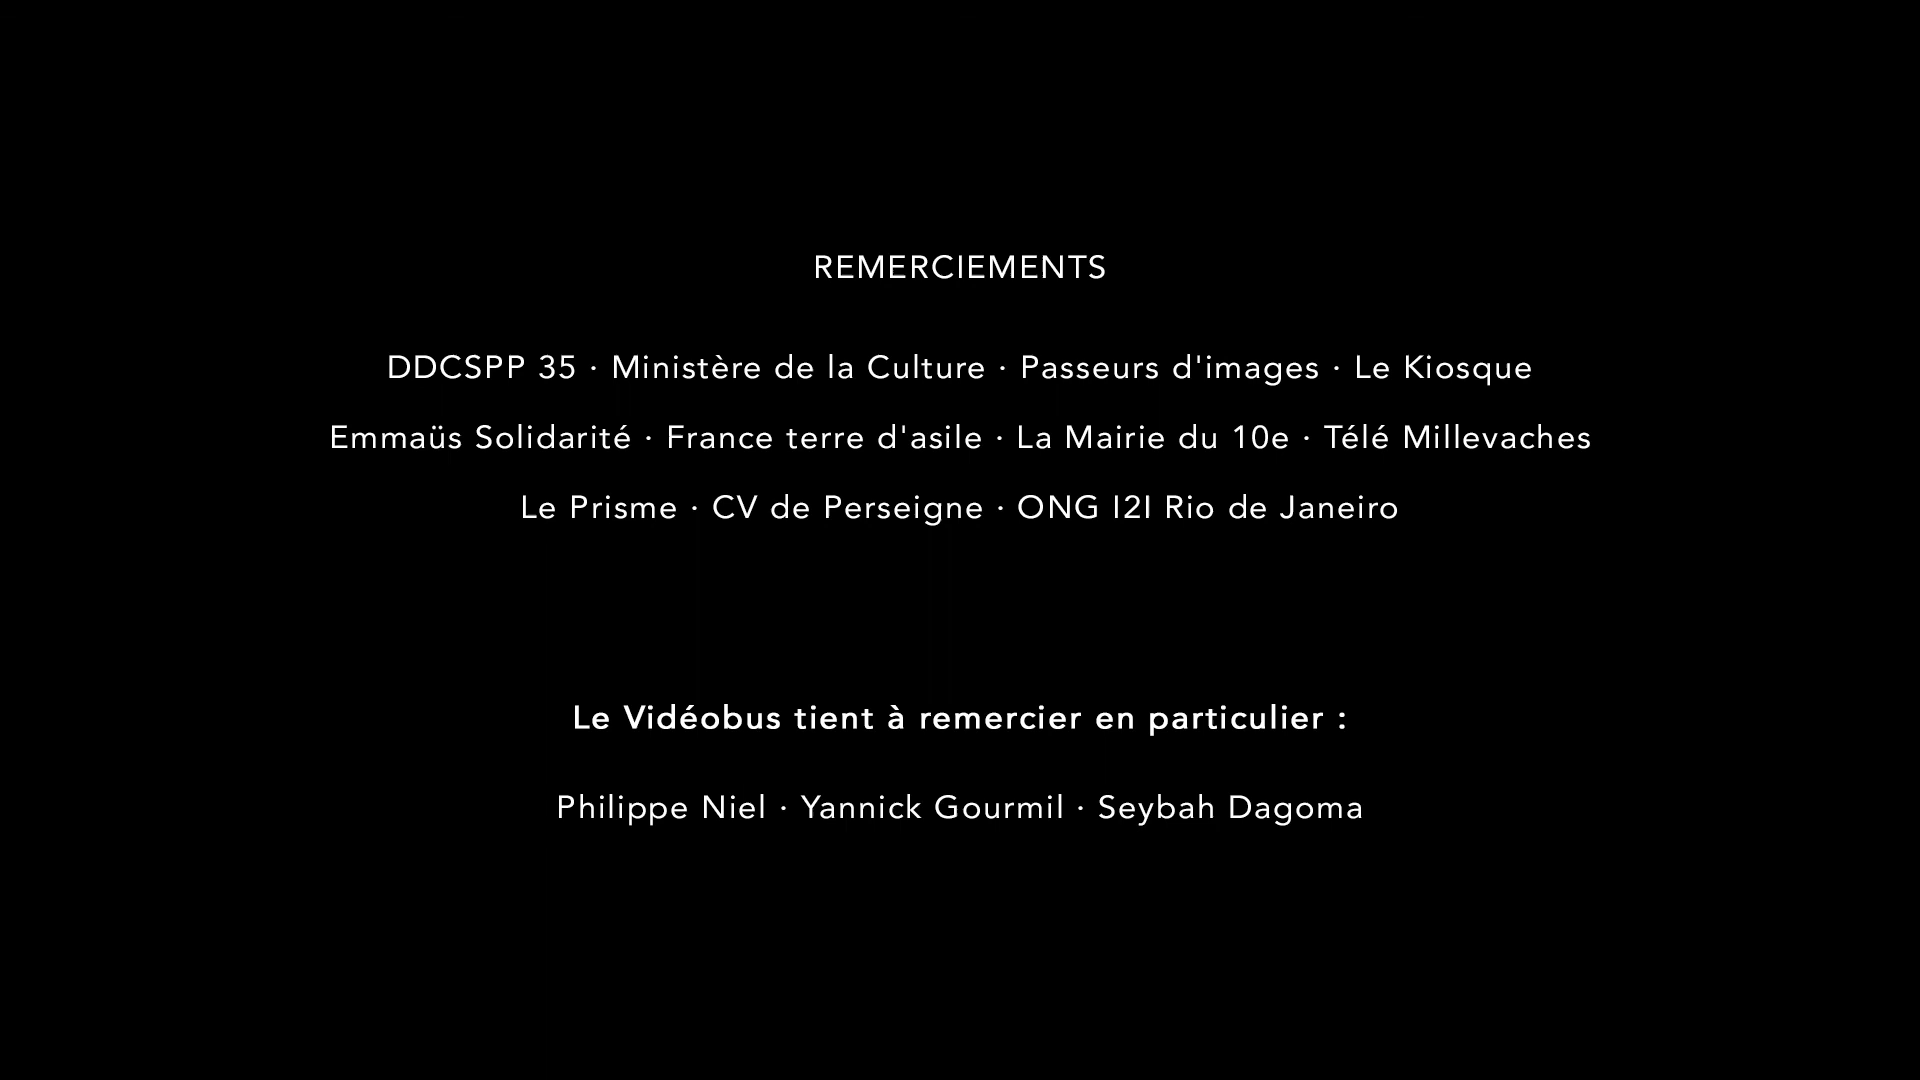 REMERCIEMENTS
DDCSPP 35 · Ministère de la Culture · Passeurs d'images · Le Kiosque
Emmaüs Solidarité · France terre d'asile · La Mairie du 10e · Télé Millevaches
Le Prisme · CV de Perseigne · ONG I2I Rio de Janeiro
Le Vidéobus tient à remercier en particulier :
Philippe Niel · Yannick Gourmil · Seybah Dagoma